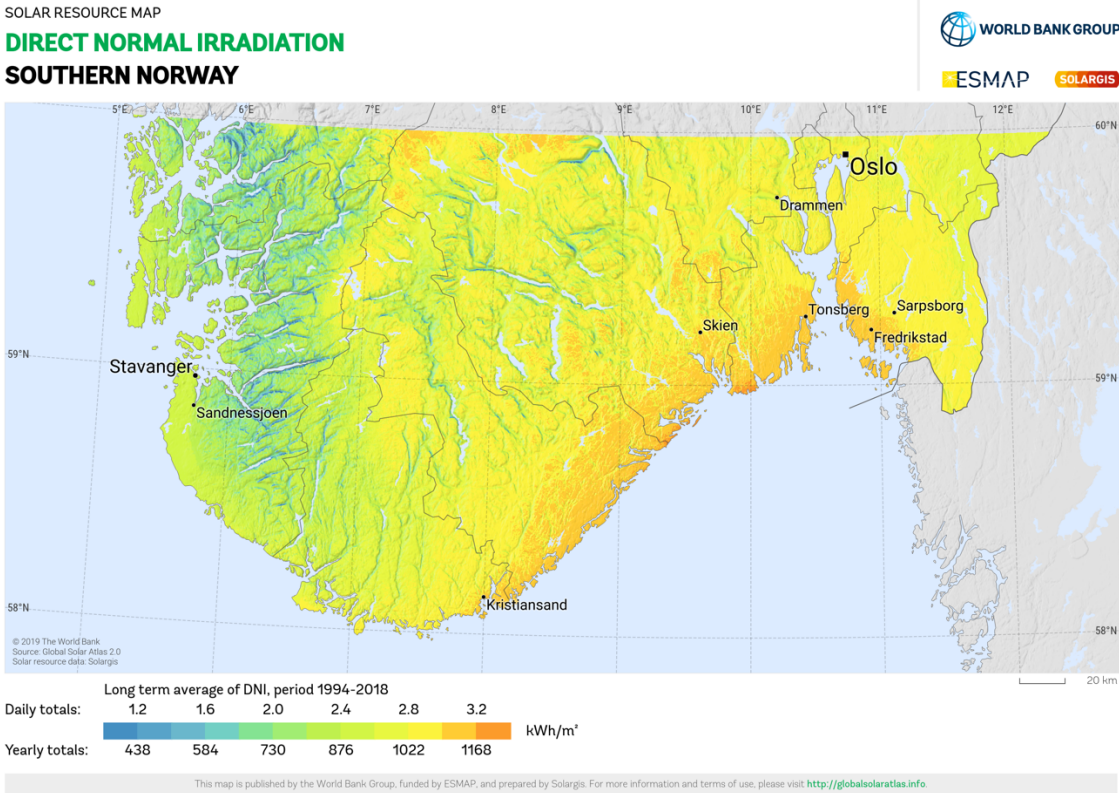 SOLAR RESOURCE MAP
DIRECT NORMAL IRRADIATION
SOUTHERN NORWAY
WORLD BANK GROUP
ESMAP
SOLARGIS
5°E 6°E 7°E 8°E 9°E 10°E 11°E 12°E
60°N
Oslo
Drammen
Tonsberg
Sarpsborg
Skien
Fredrikstad
59°N
Stavanger
59°N
Sandnessjoen
Kristiansand
58°N
58°N
© 2019 The World Bank
Source: Global Solar Atlas 2.0
Solar resource data: Solargis
20 km
Long term average of DNI, period 1994-2018
Daily totals: 1.2 1.6 2.0 2.4 2.8 3.2
kWh/m²
Yearly totals: 438 584 730 876 1022 1168
This map is published by the World Bank Group, funded by ESMAP, and prepared by Solargis. For more information and terms of use, please visit http://globalsolaratlas.info.